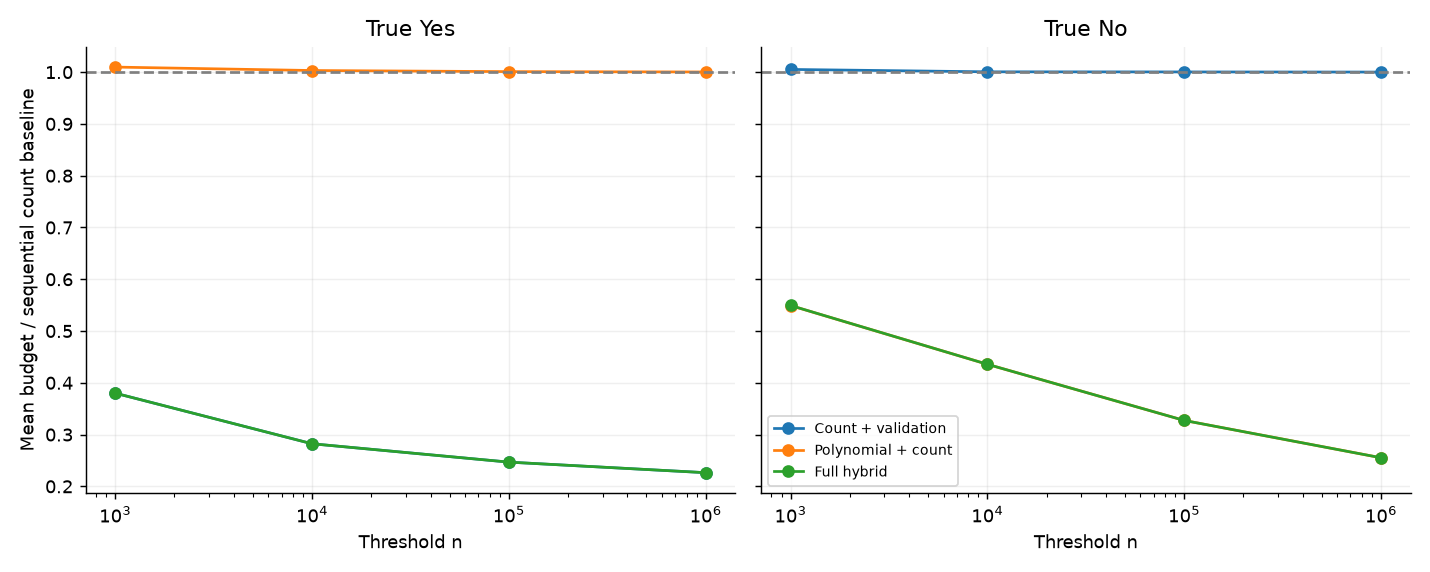 True Yes
True No
Mean budget / sequential count baseline
1.0
0.9
0.8
0.7
0.6
0.5
0.4
0.3
0.2
10³ 10⁴ 10⁵ 10⁶
Threshold n
Count + validation
Polynomial + count
Full hybrid
10³ 10⁴ 10⁵ 10⁶
Threshold n